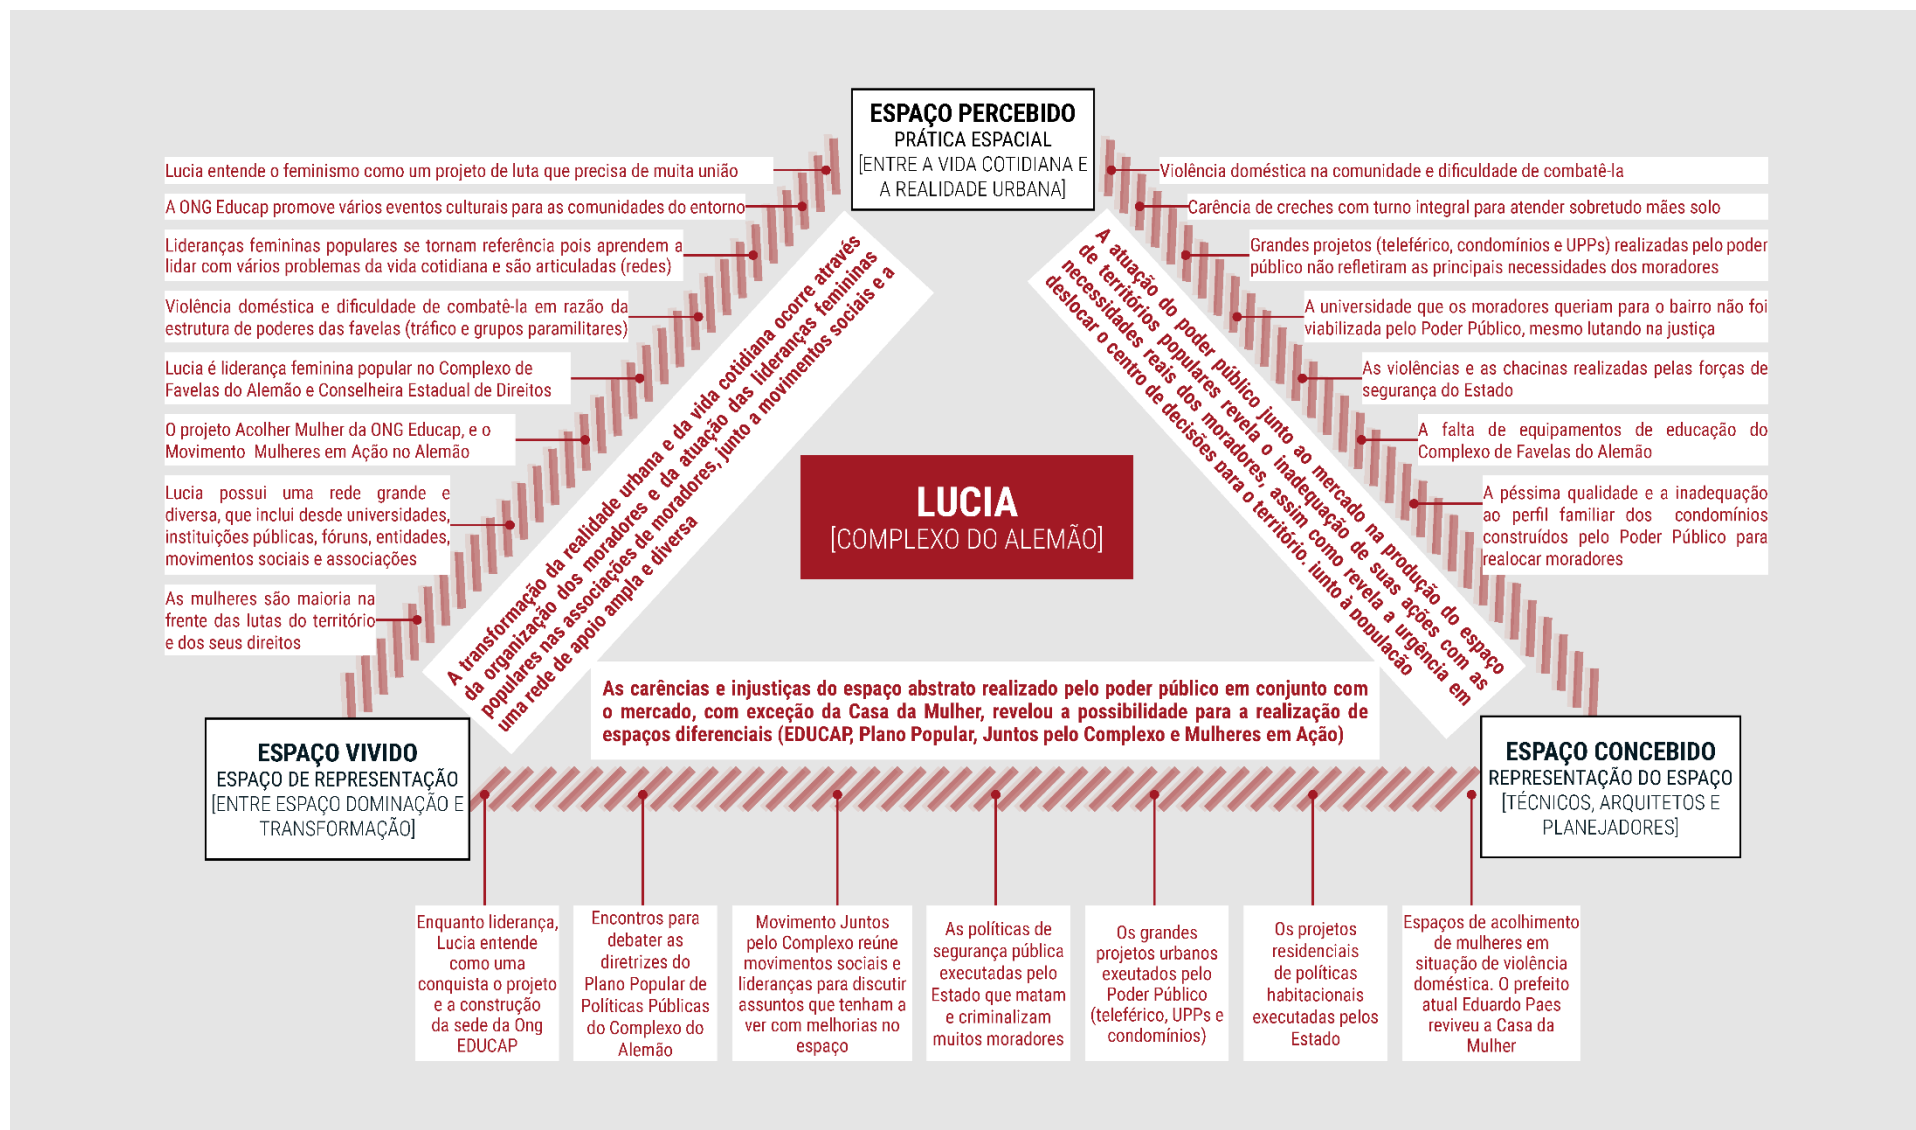 ESPAÇO PERCEBIDO
PRÁTICA ESPACIAL
[ENTRE A VIDA COTIDIANA E
A REALIDADE URBANA]
Lucia entende o feminismo como um projeto de luta que precisa de muita união
A ONG Educap promove vários eventos culturais para as comunidades do entorno
Lideranças femininas populares se tornam referência pois aprendem a
lidar com vários problemas da vida cotidiana e são articuladas (redes)
Violência doméstica e dificuldade de combatê-la em razão da
estrutura de poderes das favelas (tráfico e grupos paramilitares)
Lucia é liderança feminina popular no Complexo de
Favelas do Alemão e Conselheira Estadual de Direitos
O projeto Acolher Mulher da ONG Educap, e o
Movimento Mulheres em Ação no Alemão
Lucia possui uma rede grande e
diversa, que inclui desde universidades,
instituições públicas, fóruns, entidades,
movimentos sociais e associações
As mulheres são maioria na
frente das lutas do território
e dos seus direitos
A transformação da realidade urbana e da vida cotidiana ocorre através
da organização dos moradores e da atuação das lideranças femininas
populares nas associações de moradores, junto a movimentos sociais e a
uma rede de apoio ampla e diversa
LUCIA
[COMPLEXO DO ALEMÃO]
A atuação do poder público junto ao mercado na produção do espaço
de territórios populares revela o inadequação de suas ações com as
necessidades reais dos moradores, assim como revela a urgência em
deslocar o centro de decisões para o território, junto à população
Violência doméstica na comunidade e dificuldade de combatê-la
Carência de creches com turno integral para atender sobretudo mães solo
Grandes projetos (teleférico, condomínios e UPPs) realizadas pelo poder
público não refletiram as principais necessidades dos moradores
A universidade que os moradores queriam para o bairro não foi
viabilizada pelo Poder Público, mesmo lutando na justiça
As violências e as chacinas realizadas pelas forças de
segurança do Estado
A falta de equipamentos de educação do
Complexo de Favelas do Alemão
A péssima qualidade e a inadequação
ao perfil familiar dos condomínios
construídos pelo Poder Público para
realocar moradores
As carências e injustiças do espaço abstrato realizado pelo poder público em conjunto com
o mercado, com exceção da Casa da Mulher, revelou a possibilidade para a realização de
espaços diferenciais (EDUCAP, Plano Popular, Juntos pelo Complexo e Mulheres em Ação)
ESPAÇO VIVIDO
ESPAÇO DE REPRESENTAÇÃO
[ENTRE ESPAÇO DOMINAÇÃO E
TRANSFORMAÇÃO]
ESPAÇO CONCEBIDO
REPRESENTAÇÃO DO ESPAÇO
[TÉCNICOS, ARQUITETOS E
PLANEJADORES]
Enquanto liderança,
Lucia entende
como uma
conquista o projeto
e a construção
da sede da Ong
EDUCAP
Encontros para
debater as
diretrizes do
Plano Popular de
Políticas Públicas
do Complexo do
Alemão
Movimento Juntos
pelo Complexo reúne
movimentos sociais e
lideranças para discutir
assuntos que tenham a
ver com melhorias no
espaço
As políticas de
segurança pública
executadas pelo
Estado que matam
e criminalizam
muitos moradores
Os grandes
projetos urbanos
exeutados pelo
Poder Público
(teleférico, UPPs e
condomínios)
Os projetos
residenciais
de políticas
habitacionais
executadas pelos
Estado
Espaços de acolhimento
de mulheres em
situação de violência
doméstica. O prefeito
atual Eduardo Paes
reviveu a Casa da
Mulher